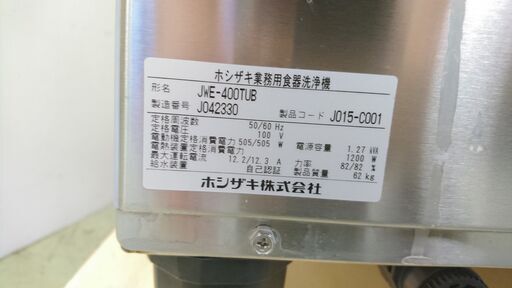 ホシザキ業務用食器洗浄機
形名 JWE-400TUB
製造番号 J042330 製品コード J015-C001
定格周波数 50/60 Hz
定格電圧 100 V 電源容量 1.27 kVA
電動機定格消費電力 505/505 W 1200 W
電熱装置定格消費電力
最大運転電流 12.2/12.3 A 力率 82/82 %
給水装置 自己認証 製品質量 62 kg
ホシザキ株式会社